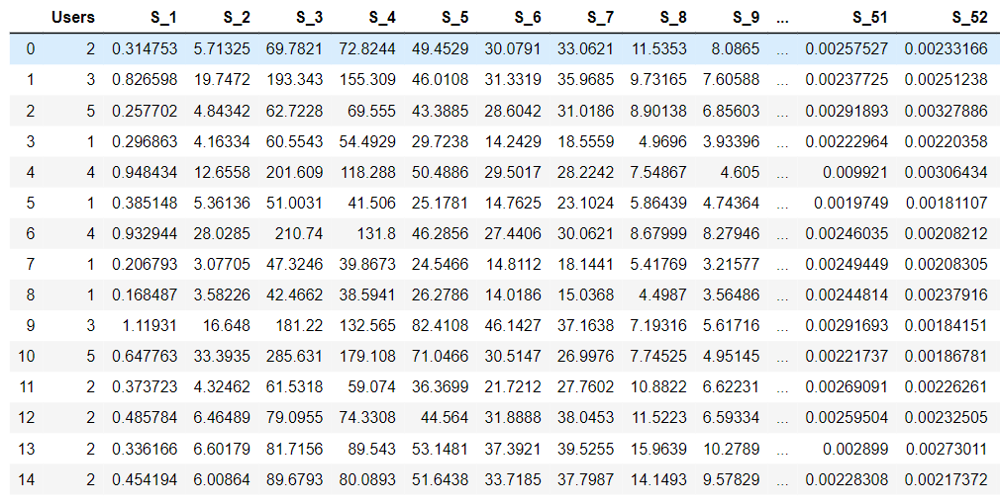 Users S_1 S_2 S_3 S_4 S_5 S_6 S_7 S_8 S_9 ... S_51 S_52
0 2 0.314753 5.71325 69.7821 72.8244 49.4529 30.0791 33.0621 11.5353 8.0865 ... 0.00257527 0.00233166
1 3 0.826598 19.7472 193.343 155.309 46.0108 31.3319 35.9685 9.73165 7.60588 ... 0.00237725 0.00251238
2 5 0.257702 4.84342 62.7228 69.555 43.3885 28.6042 31.0186 8.90138 6.85603 ... 0.00291893 0.00327886
3 1 0.296863 4.16334 60.5543 54.4929 29.7238 14.2429 18.5559 4.9696 3.93396 ... 0.00222964 0.00220358
4 4 0.948434 12.6558 201.609 118.288 50.4886 29.5017 28.2242 7.54867 4.605 ... 0.009921 0.00306434
5 1 0.385148 5.36136 51.0031 41.506 25.1781 14.7625 23.1024 5.86439 4.74364 ... 0.0019749 0.00181107
6 4 0.932944 28.0285 210.74 131.8 46.2856 27.4406 30.0621 8.67999 8.27946 ... 0.00246035 0.00208212
7 1 0.206793 3.07705 47.3246 39.8673 24.5466 14.8112 18.1441 5.41769 3.21577 ... 0.00249449 0.00208305
8 1 0.168487 3.58226 42.4662 38.5941 26.2786 14.0186 15.0368 4.4987 3.56486 ... 0.00244814 0.00237916
9 3 1.11931 16.648 181.22 132.565 82.4108 46.1427 37.1638 7.19316 5.61716 ... 0.00291693 0.00184151
10 5 0.647763 33.3935 285.631 179.108 71.0466 30.5147 26.9976 7.74525 4.95145 ... 0.00221737 0.00186781
11 2 0.373723 4.32462 61.5318 59.074 36.3699 21.7212 27.7602 10.8822 6.62231 ... 0.00269091 0.00226261
12 2 0.485784 6.46489 79.0955 74.3308 44.564 31.8888 38.0453 11.5223 6.59334 ... 0.00259504 0.00232505
13 2 0.336166 6.60179 81.7156 89.543 53.1481 37.3921 39.5255 15.9639 10.2789 ... 0.002899 0.00273011
14 2 0.454194 6.00864 89.6793 80.0893 51.6438 33.7185 37.7987 14.1493 9.57829 ... 0.00228308 0.00217372